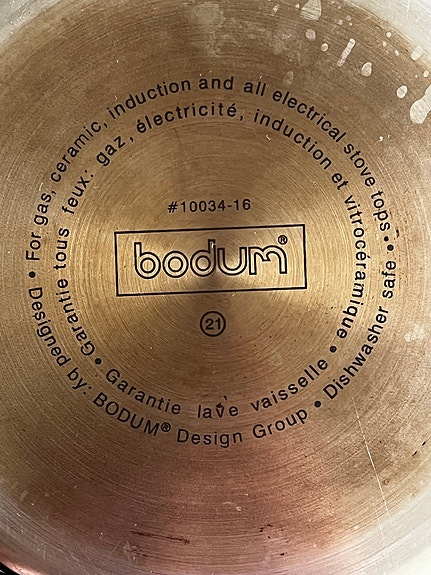 • For gas, ceramic, induction and all electrical stove tops •
• Dishwasher safe •
Designed by: BODUM® Design Group
• Garantie tous feux: gaz, électricité, induction et vitrocéramique •
Garantie lave vaisselle
#10034-16
bodum®
21